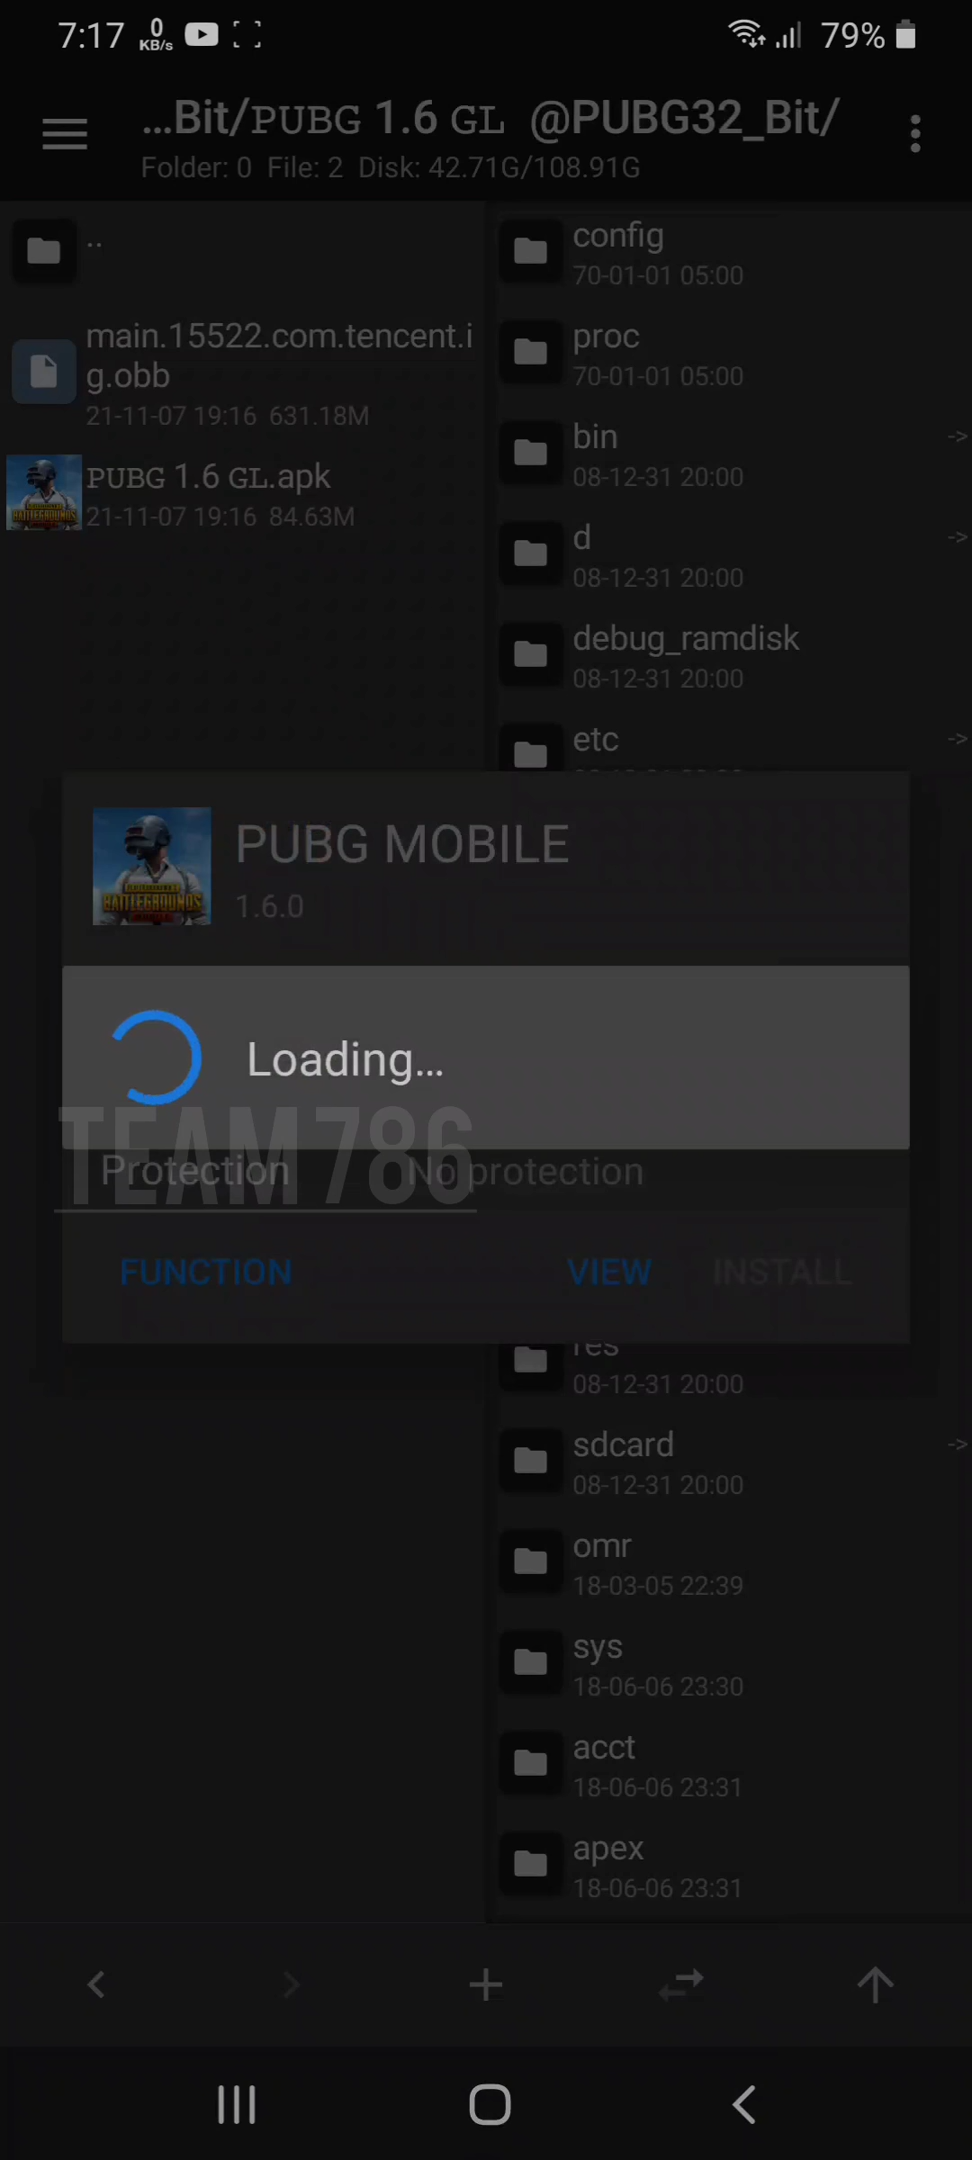 7:17 0 KB/s 79%
...Bit/PUBG 1.6 GL @PUBG32_Bit/
Folder: 0 File: 2 Disk: 42.71G/108.91G
..
main.15522.com.tencent.i
g.obb
21-11-07 19:16 631.18M
PUBG 1.6 GL.apk
21-11-07 19:16 84.63M
config
70-01-01 05:00
proc
70-01-01 05:00
bin ->
08-12-31 20:00
d ->
08-12-31 20:00
debug_ramdisk
08-12-31 20:00
etc ->
PUBG MOBILE
1.6.0
BATTLEGROUNDS
Loading...
TEAM 786
Protection No protection
FUNCTION VIEW INSTALL
res
08-12-31 20:00
sdcard ->
08-12-31 20:00
omr
18-03-05 22:39
sys
18-06-06 23:30
acct
18-06-06 23:31
apex
18-06-06 23:31